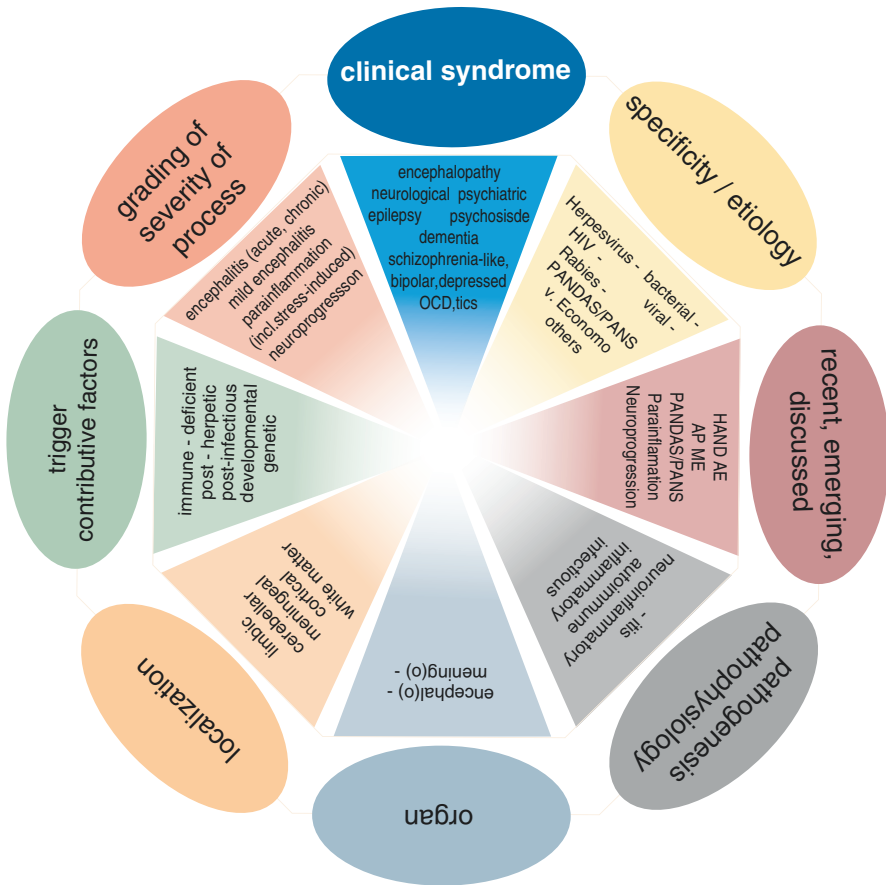 clinical syndrome
encephalopathy
neurological psychiatric
epilepsy psychosisde
dementia
schizophrenia-like,
bipolar,depressed
OCD,tics
specificity / etiology
Herpesvirus - bacterial -
HIV - viral -
Rabies -
PANDAS/PANS
v. Economo
others
recent, emerging,
discussed
HAND AE
AP ME
PANDAS/PANS
Parainflamation
Neuroprogression
pathogenesis
pathophysiology
- itis
neuroinflammatory
autoimmune
inflammatory
infectious
organ
encephal(o) -
mening(o) -
localization
limbic
cerebellar
meningeal
cortical
white matter
trigger
contributive factors
immune - deficient
post - herpetic
post-infectious
developmental
genetic
grading of
severity of
process
encephalitis (acute, chronic)
mild encephalitis
parainflammation
(incl.stress-induced)
neuroprogressson